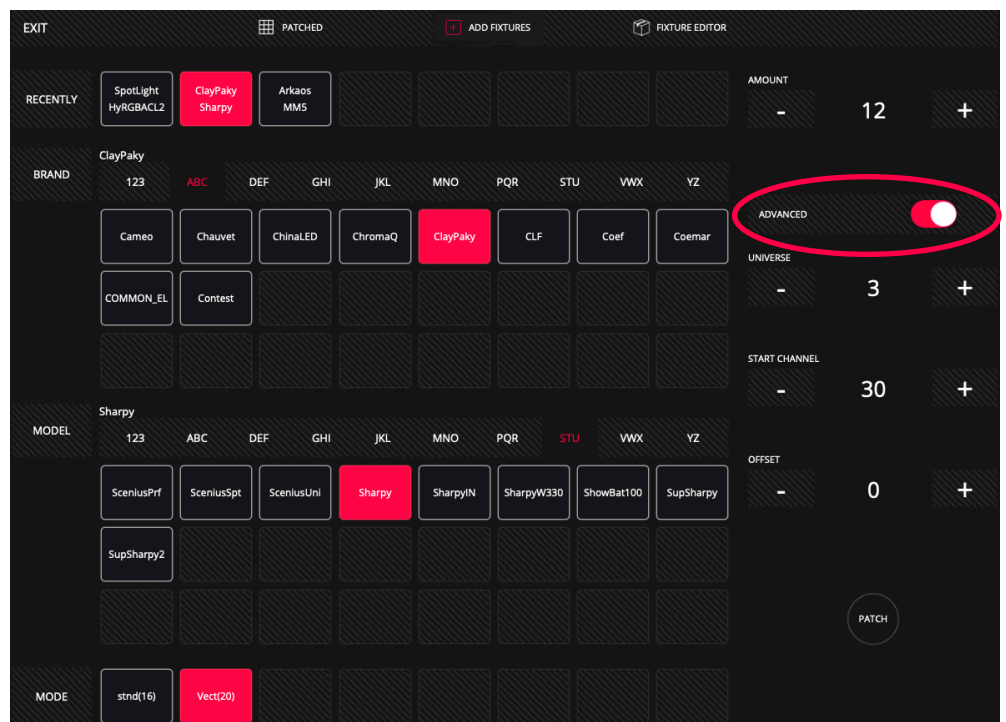 EXIT PATCHED + ADD FIXTURES FIXTURE EDITOR
RECENTLY
SpotLight HyRGBACL2
ClayPaky Sharpy
Arkaos MM5
AMOUNT
- 12 +
BRAND
ClayPaky
123 ABC DEF GHI JKL MNO PQR STU VWX YZ
Cameo Chauvet ChinaLED ChromaQ ClayPaky CLF Coef Coemar
COMMON_EL Contest
ADVANCED
UNIVERSE
- 3 +
START CHANNEL
- 30 +
MODEL
Sharpy
123 ABC DEF GHI JKL MNO PQR STU VWX YZ
SceniusPrf SceniusSpt SceniusUni Sharpy SharpyIN SharpyW330 ShowBat100 SupSharpy
SupSharpy2
OFFSET
- 0 +
PATCH
MODE
stnd(16) Vect(20)